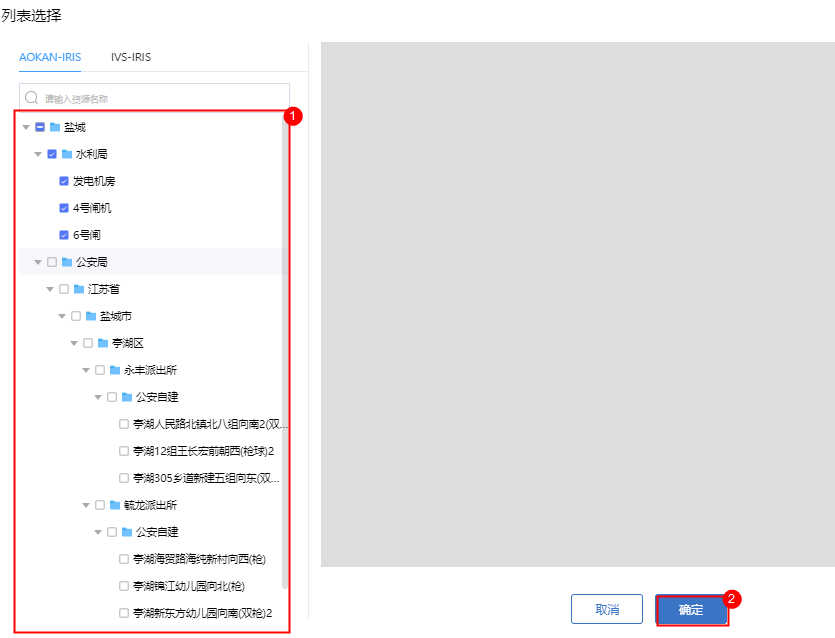 列表选择
AOKAN-IRIS IVS-IRIS
请输入资源名称
1
盐城
水利局
发电机房
4号闸机
6号闸
公安局
江苏省
盐城市
亭湖区
永丰派出所
公安自建
亭湖人民路北镇北八组向南2(双...
亭湖12组王长宏前朝西(枪球)2
亭湖305乡道新建五组向东(双...
毓龙派出所
公安自建
亭湖海贸路海纯新村向西(枪)
亭湖锦江幼儿园向北(枪)
亭湖新东方幼儿园向南(双枪)2
2
取消 确定